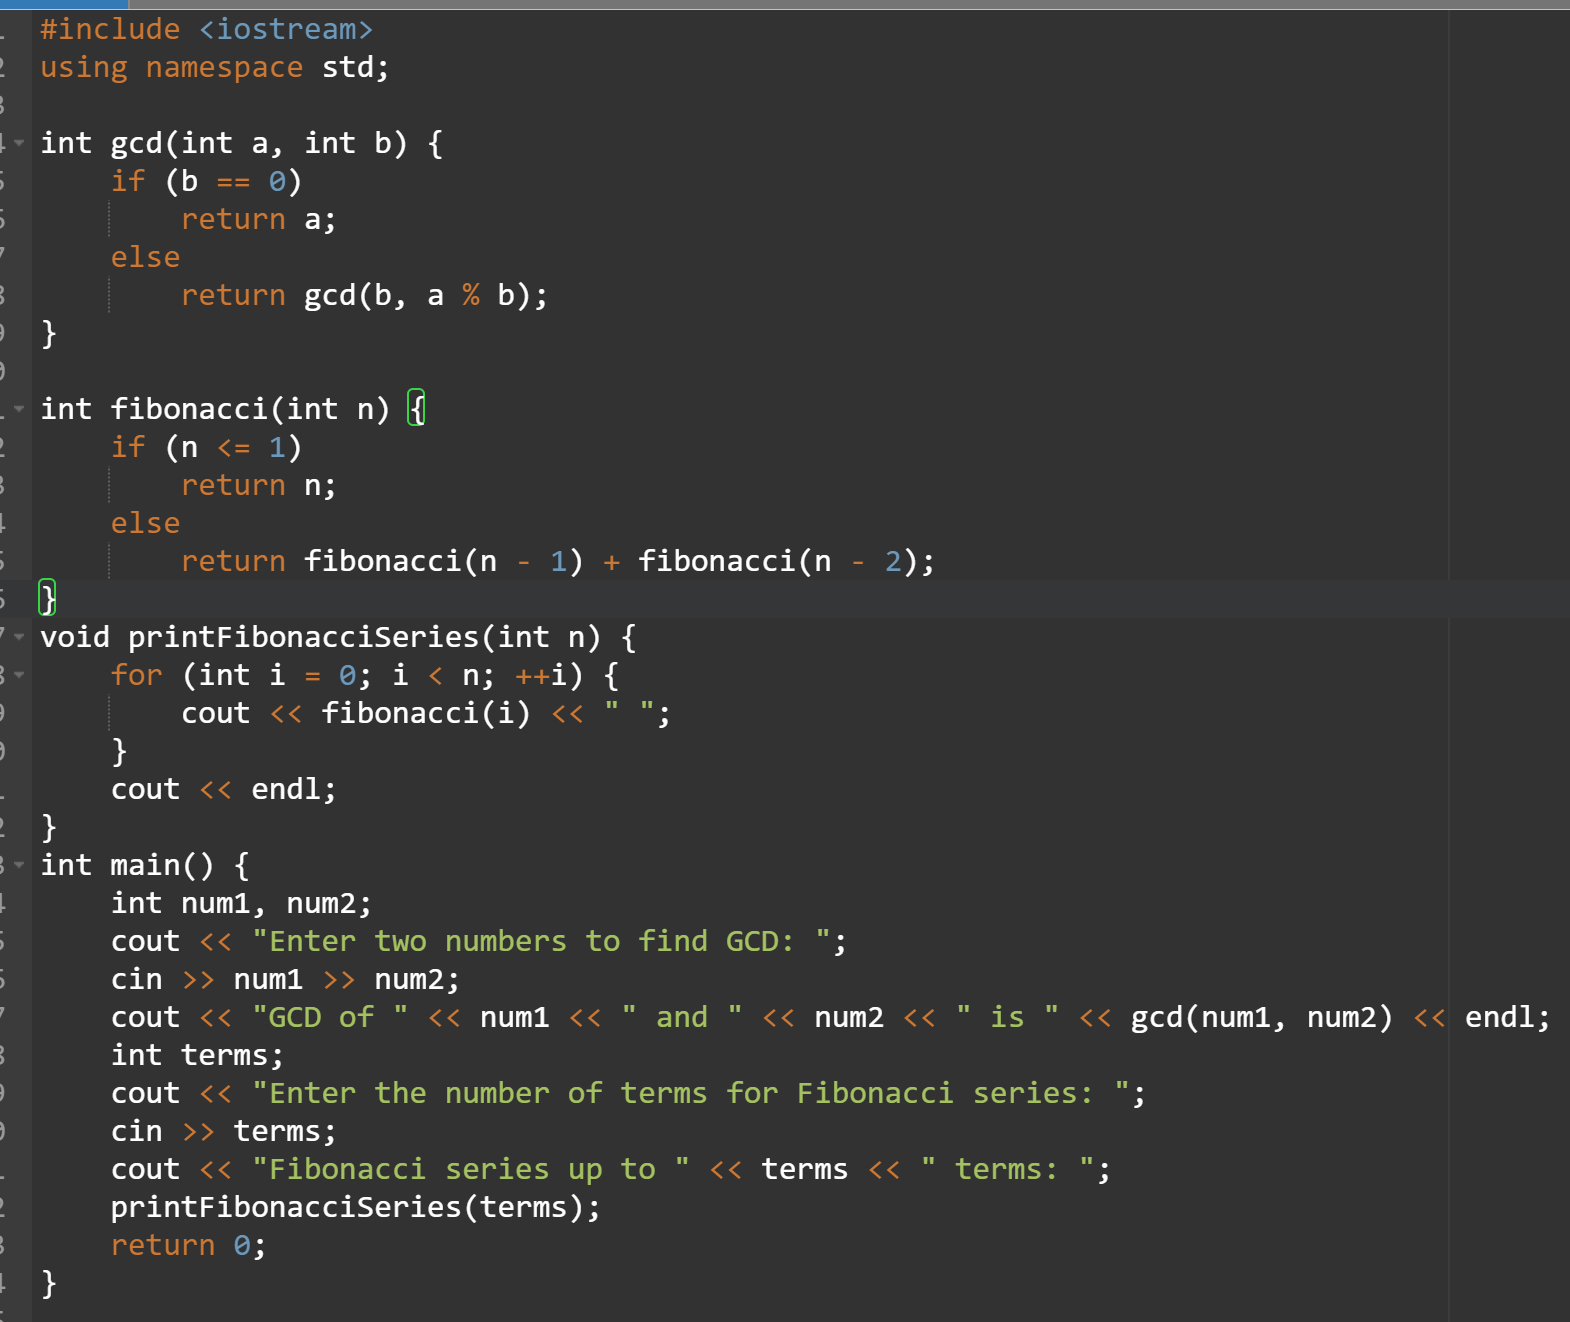 #include <iostream>
using namespace std;

int gcd(int a, int b) {
    if (b == 0)
        return a;
    else
        return gcd(b, a % b);
}

int fibonacci(int n) {
    if (n <= 1)
        return n;
    else
        return fibonacci(n - 1) + fibonacci(n - 2);
}
void printFibonacciSeries(int n) {
    for (int i = 0; i < n; ++i) {
        cout << fibonacci(i) << " ";
    }
    cout << endl;
}
int main() {
    int num1, num2;
    cout << "Enter two numbers to find GCD: ";
    cin >> num1 >> num2;
    cout << "GCD of " << num1 << " and " << num2 << " is " << gcd(num1, num2) << endl;
    int terms;
    cout << "Enter the number of terms for Fibonacci series: ";
    cin >> terms;
    cout << "Fibonacci series up to " << terms << " terms: ";
    printFibonacciSeries(terms);
    return 0;
}